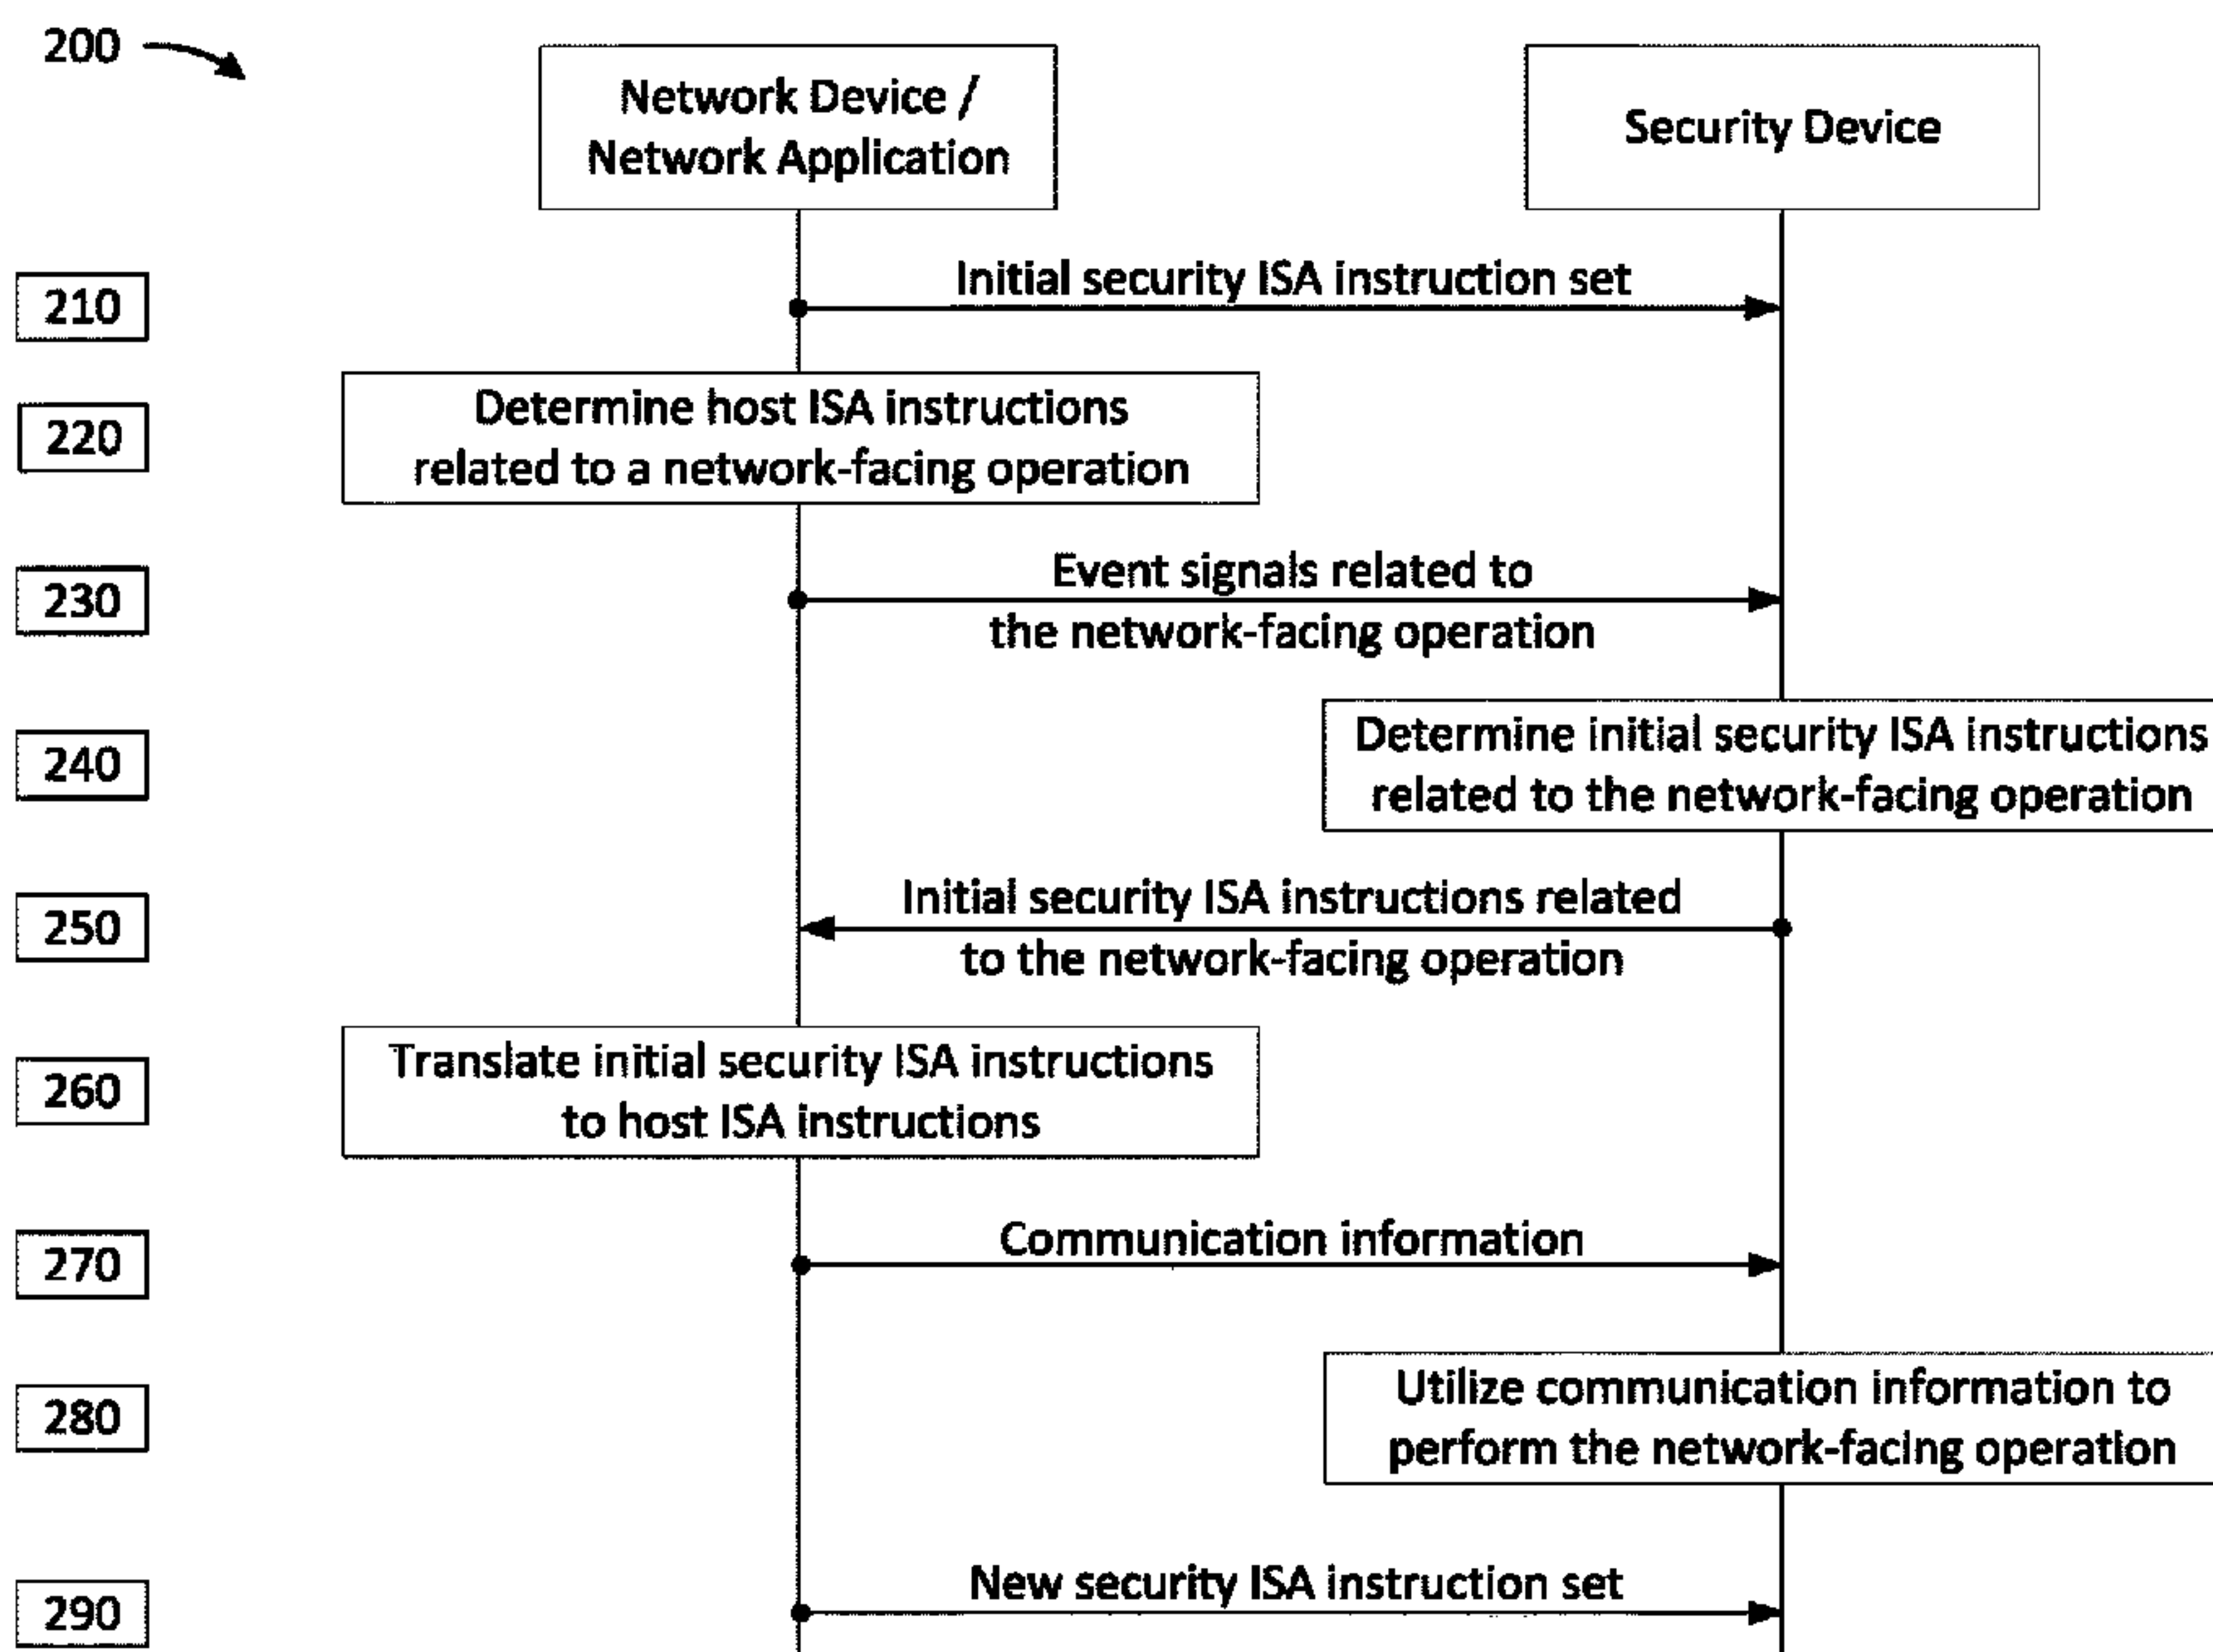 200
Network Device /
Network Application
Security Device
210
Initial security ISA instruction set
220
Determine host ISA instructions
related to a network-facing operation
230
Event signals related to
the network-facing operation
240
Determine initial security ISA instructions
related to the network-facing operation
250
Initial security ISA instructions related
to the network-facing operation
260
Translate initial security ISA instructions
to host ISA instructions
270
Communication information
280
Utilize communication information to
perform the network-facing operation
290
New security ISA instruction set